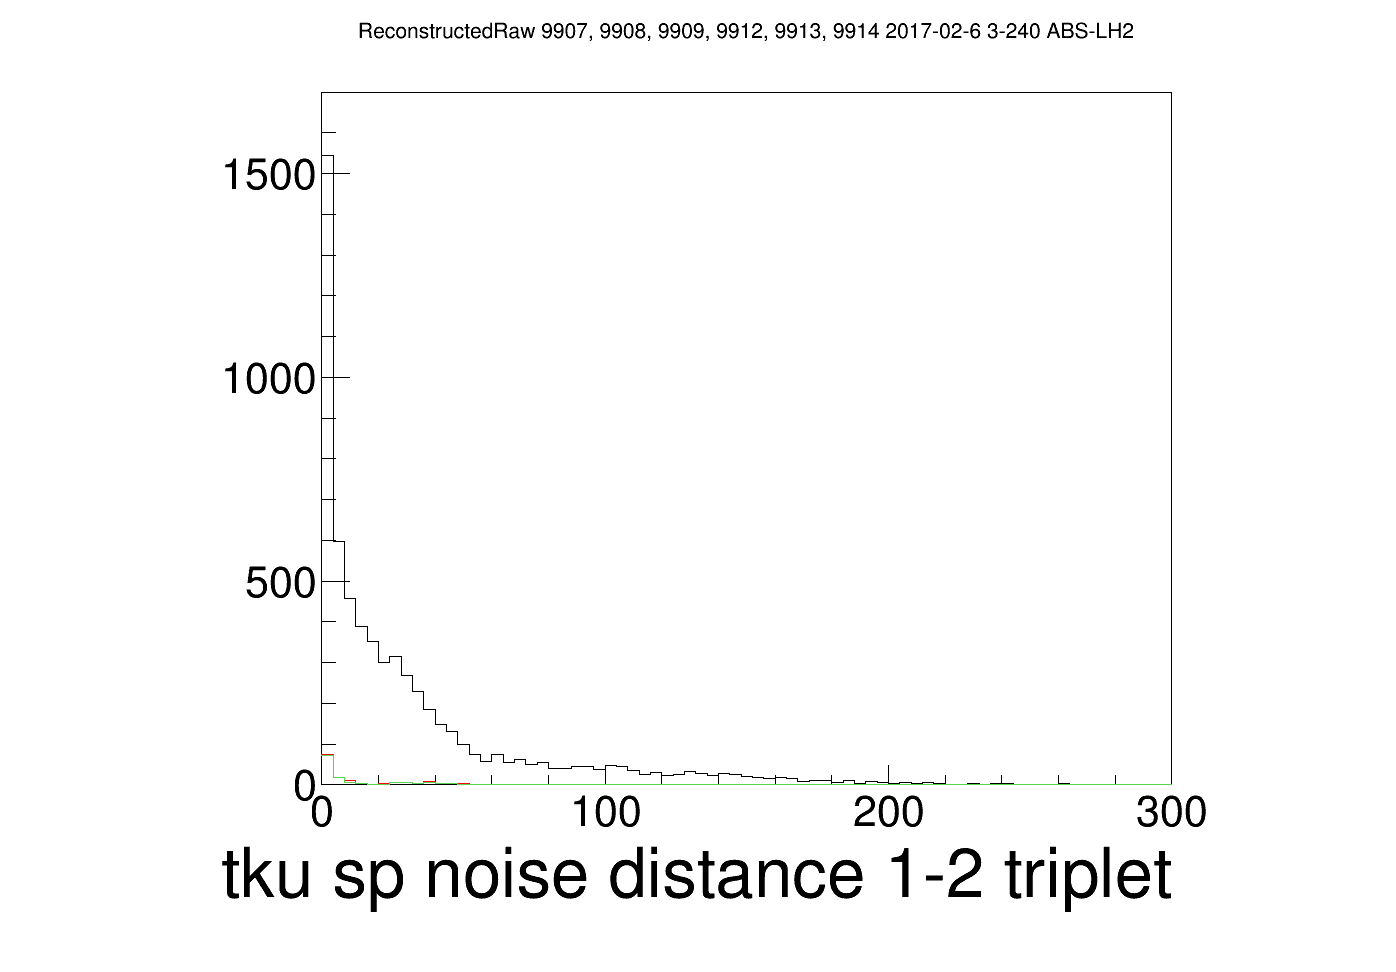 ReconstructedRaw 9907, 9908, 9909, 9912, 9913, 9914 2017-02-6 3-240 ABS-LH2
1500
1000
500
0
0 100 200 300
tku sp noise distance 1-2 triplet